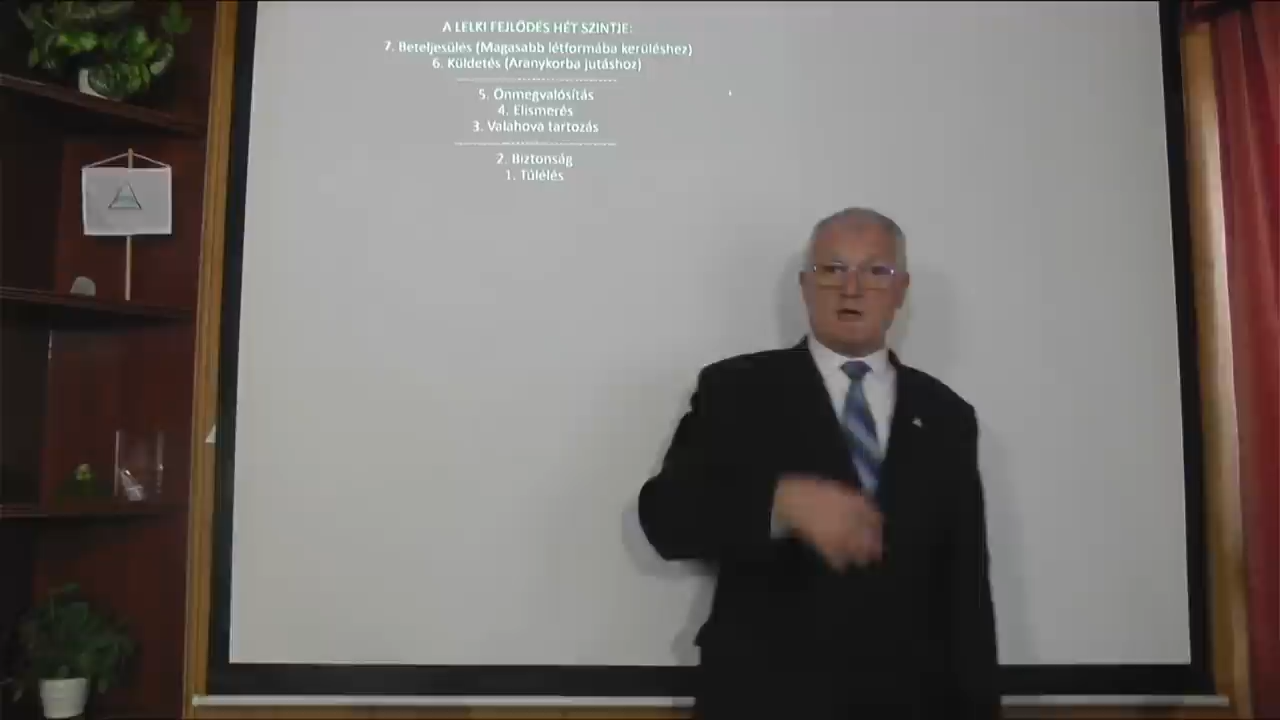 A LELKI FEJLŐDÉS HÉT SZINTJE:
7. Beteljesülés (Magasabb létformába kerüléshez)
6. Küldetés (Aranykorba jutáshoz)
5. Önmegvalósítás
4. Elismerés
3. Valahova tartozás
2. Biztonság
1. Túlélés